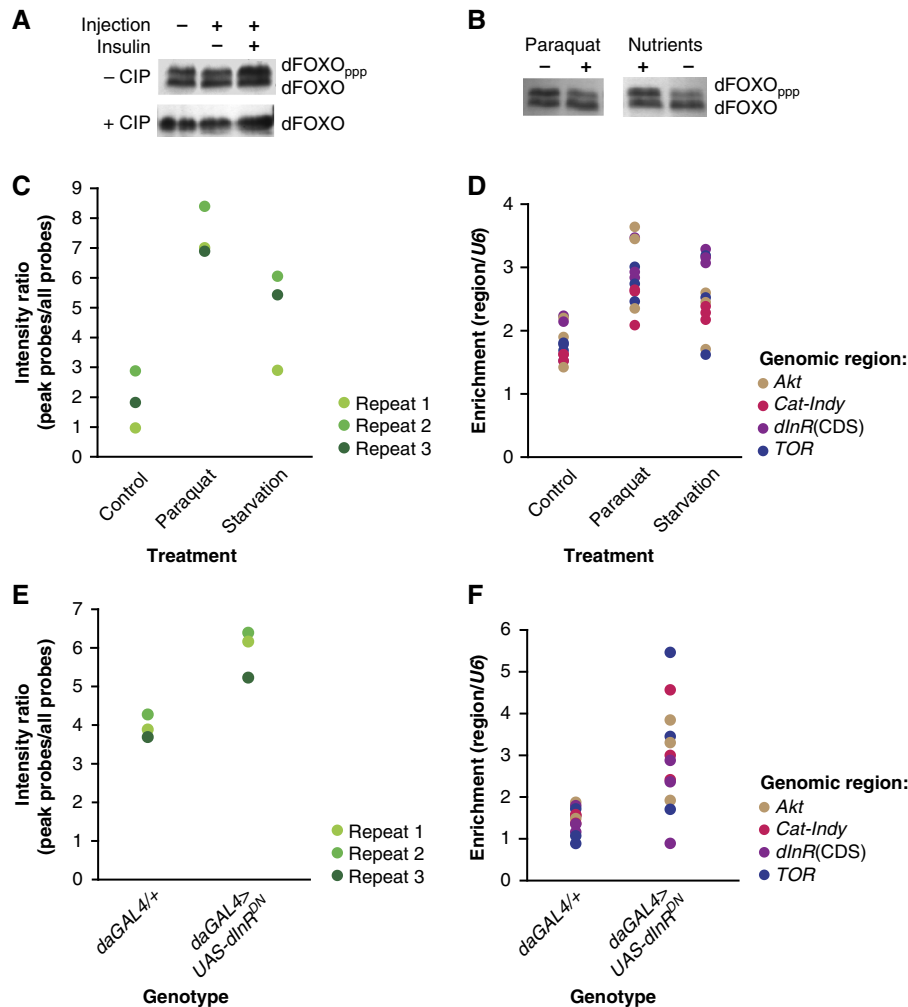 A
Injection – + +
Insulin – +
– CIP
dFOXOppp
dFOXO
+ CIP
dFOXO
B
Paraquat Nutrients
– + + –
dFOXOppp
dFOXO
C
Intensity ratio
(peak probes/all probes)
9
8
7
6
5
4
3
2
1
0
Control
Paraquat
Starvation
Treatment
Repeat 1
Repeat 2
Repeat 3
D
Enrichment (region/U6)
4
3
2
1
0
Control
Paraquat
Starvation
Treatment
Genomic region:
Akt
Cat-Indy
dInR(CDS)
TOR
E
Intensity ratio
(peak probes/all probes)
7
6
5
4
3
2
1
0
daGAL4/+
daGAL4>
UAS-dInRDN
Genotype
Repeat 1
Repeat 2
Repeat 3
F
Enrichment (region/U6)
6
5
4
3
2
1
0
daGAL4/+
daGAL4>
UAS-dInRDN
Genotype
Genomic region:
Akt
Cat-Indy
dInR(CDS)
TOR